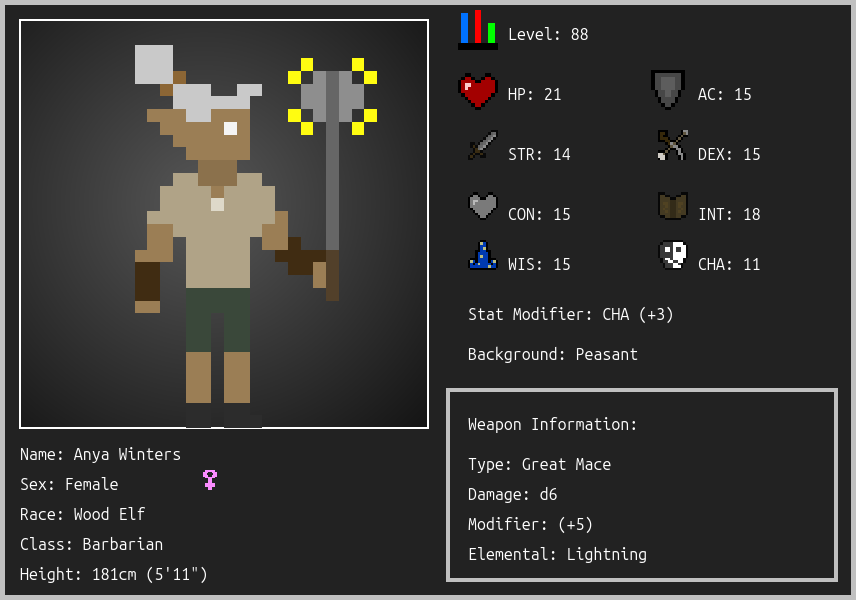 Level: 88
HP: 21
AC: 15
STR: 14
DEX: 15
CON: 15
INT: 18
WIS: 15
CHA: 11
Stat Modifier: CHA (+3)
Background: Peasant
Weapon Information:
Type: Great Mace
Damage: d6
Modifier: (+5)
Elemental: Lightning
Name: Anya Winters
Sex: Female
Race: Wood Elf
Class: Barbarian
Height: 181cm (5'11")